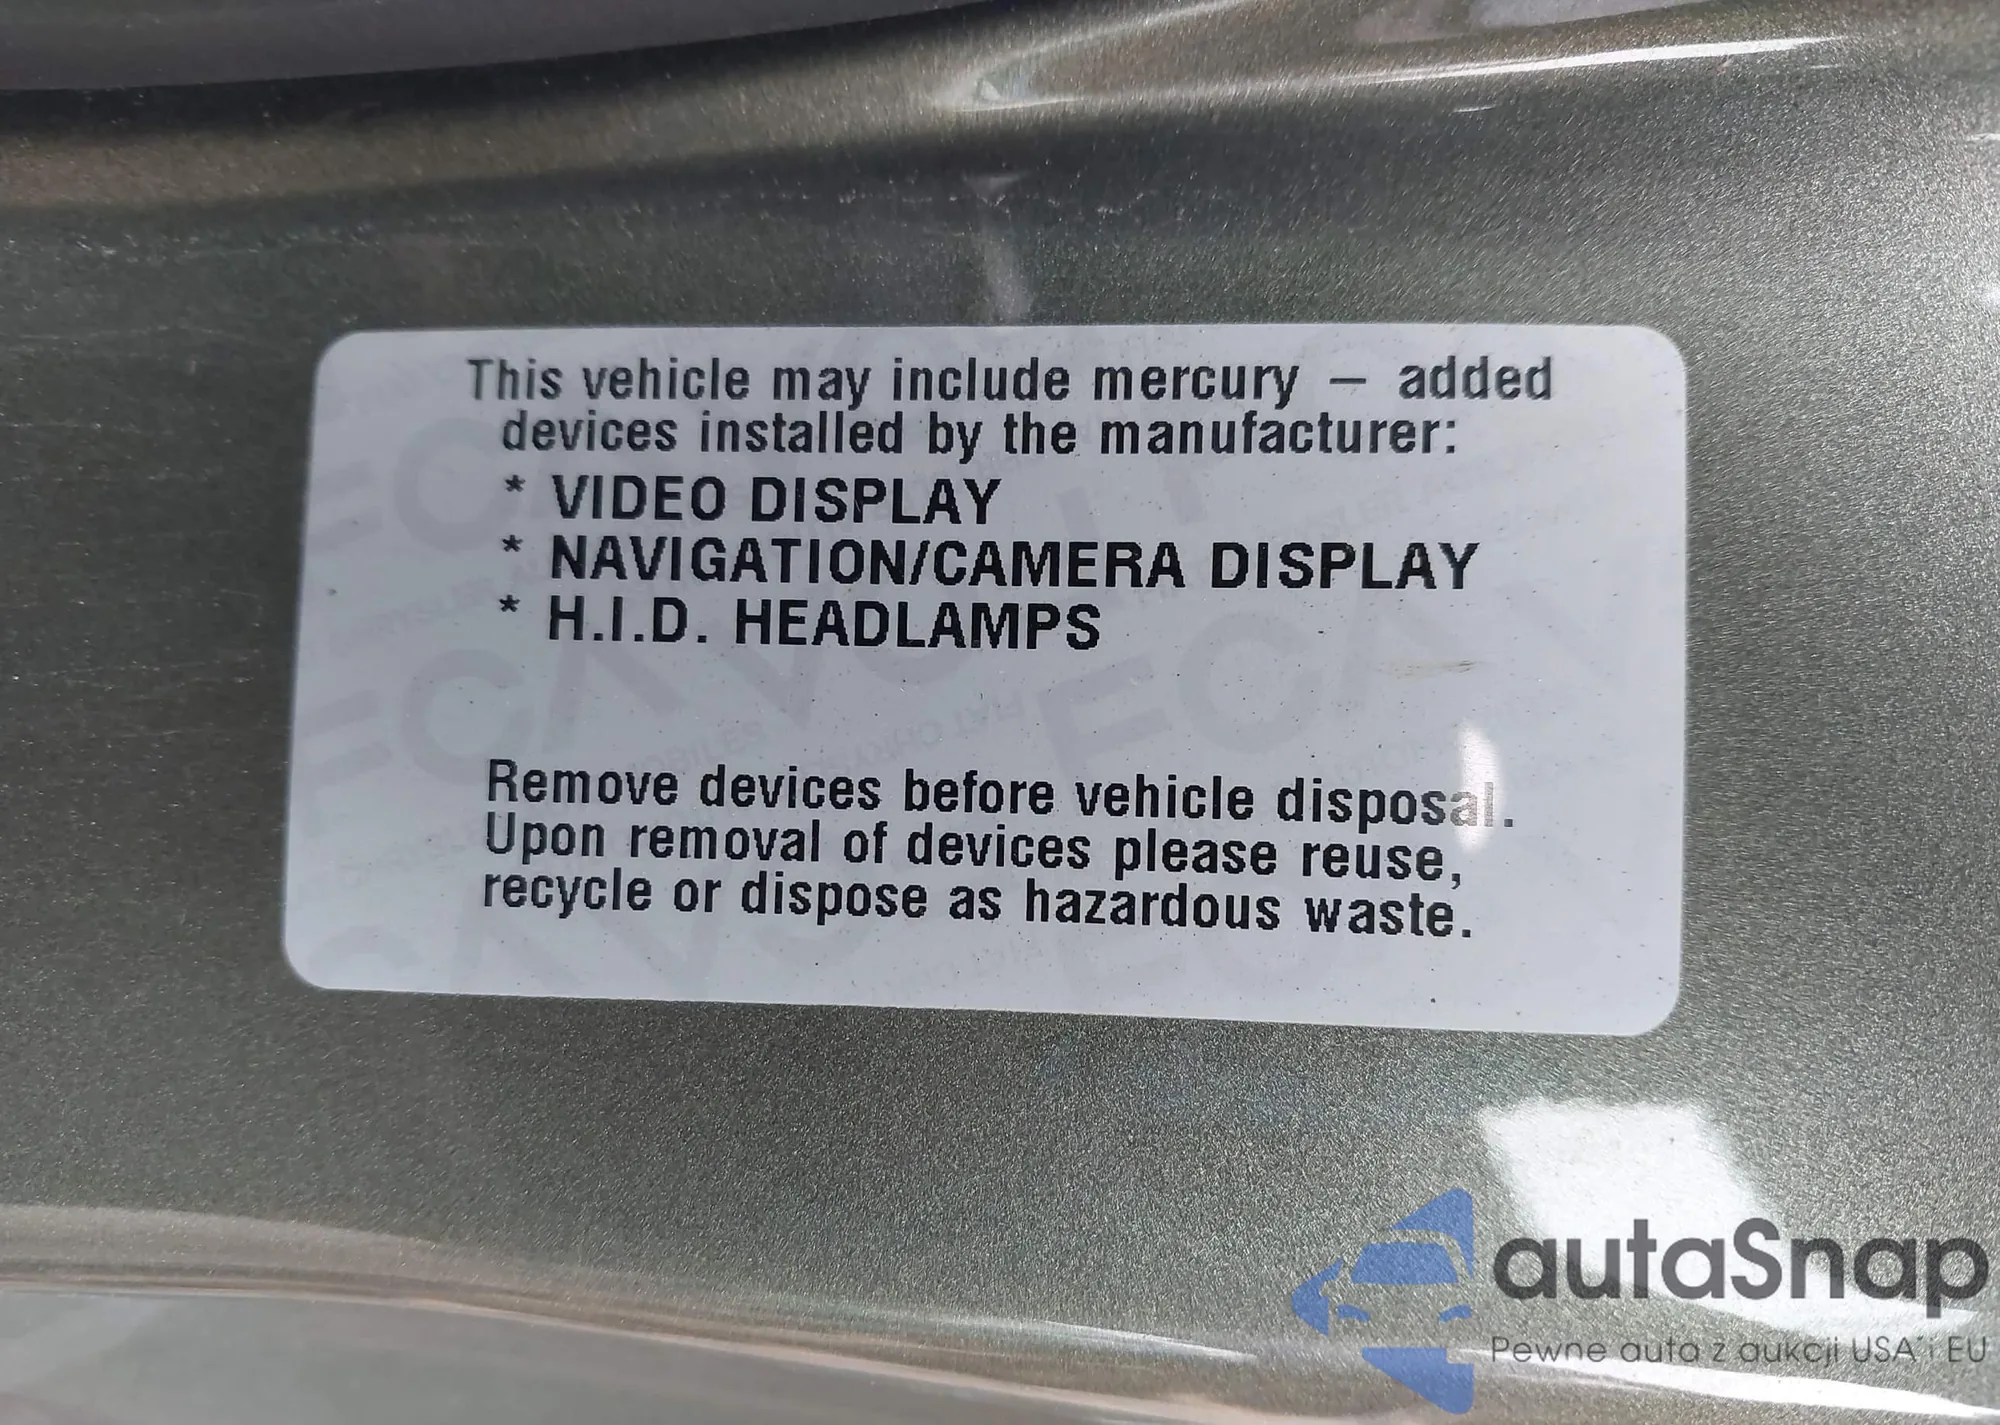 This vehicle may include mercury – added
devices installed by the manufacturer:
* VIDEO DISPLAY
* NAVIGATION/CAMERA DISPLAY
* H.I.D. HEADLAMPS
Remove devices before vehicle disposal.
Upon removal of devices please reuse,
recycle or dispose as hazardous waste.
autaSnap
Pewne auta z aukcji USA i EU